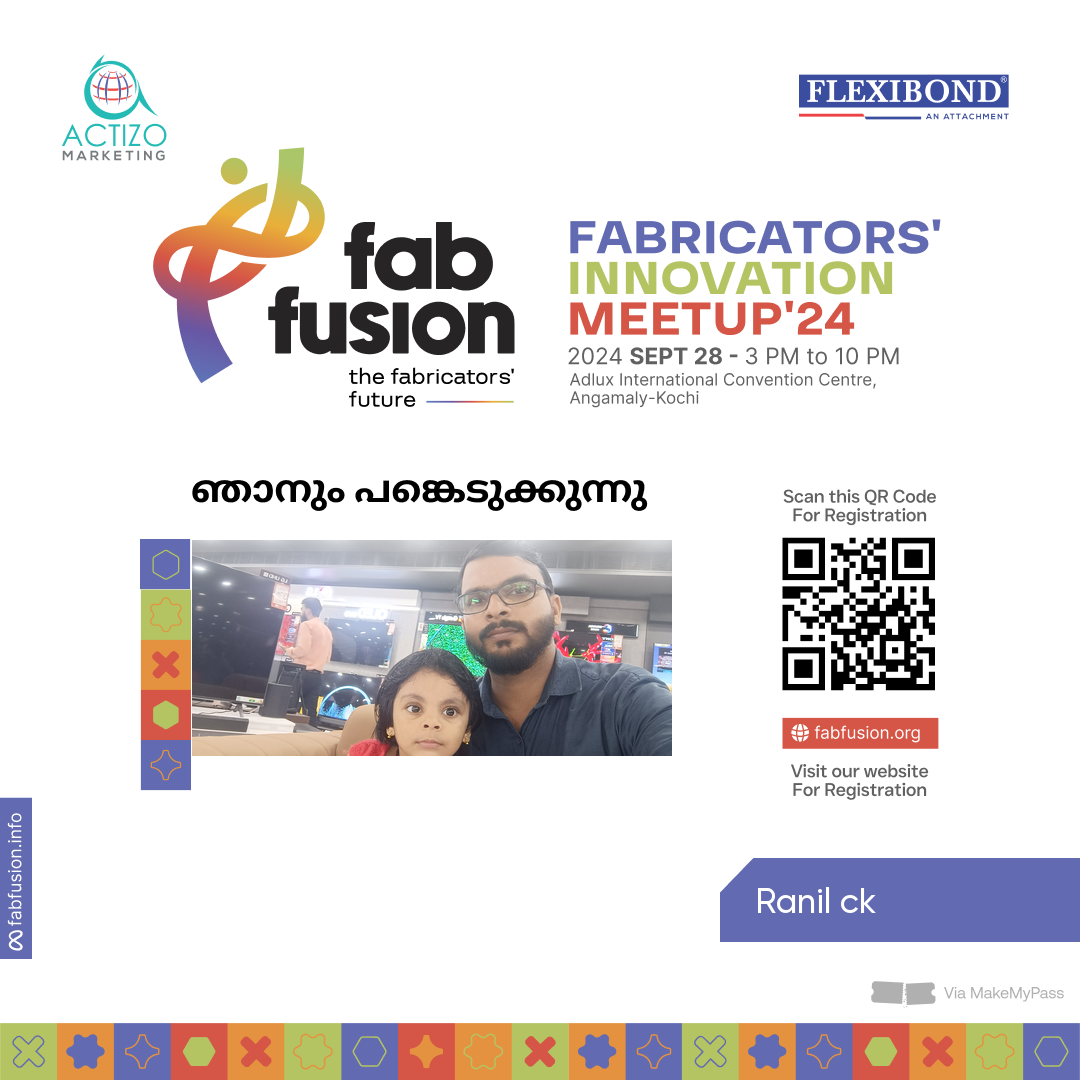 ACTIZO
MARKETING
FLEXIBOND®
AN ATTACHMENT
fab
fusion
the fabricators'
future
FABRICATORS'
INNOVATION
MEETUP'24
2024 SEPT 28 - 3 PM to 10 PM
Adlux International Convention Centre,
Angamaly-Kochi
ഞാനും പങ്കെടുക്കുന്നു
Scan this QR Code
For Registration
fabfusion.org
Visit our website
For Registration
fabfusion.info
Ranil ck
Via MakeMyPass